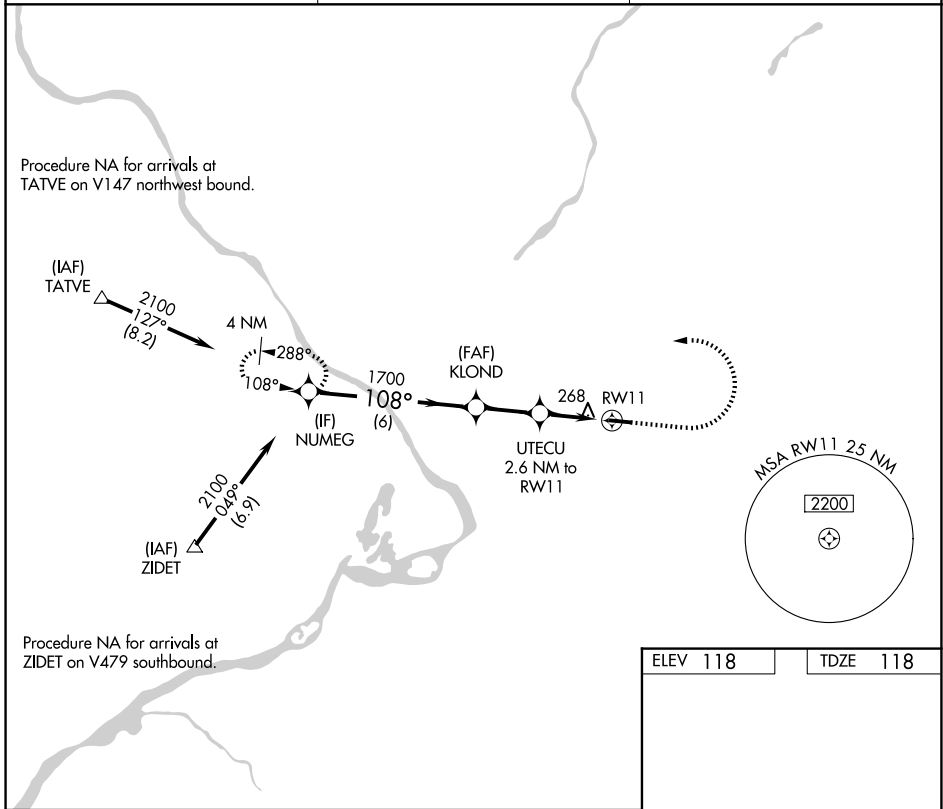 Procedure NA for arrivals at
TATVE on V147 northwest bound.
(IAF)
TATVE
2100
127°
(8.2)
4 NM
288°
108°
(IF)
NUMEG
1700
108°
(6)
(FAF)
KLOND
268
RW11
UTECU
2.6 NM to
RW11
2100
049°
(6.9)
(IAF)
ZIDET
MSA RW11 25 NM
2200
Procedure NA for arrivals at
ZIDET on V479 southbound.
ELEV 118
TDZE 118